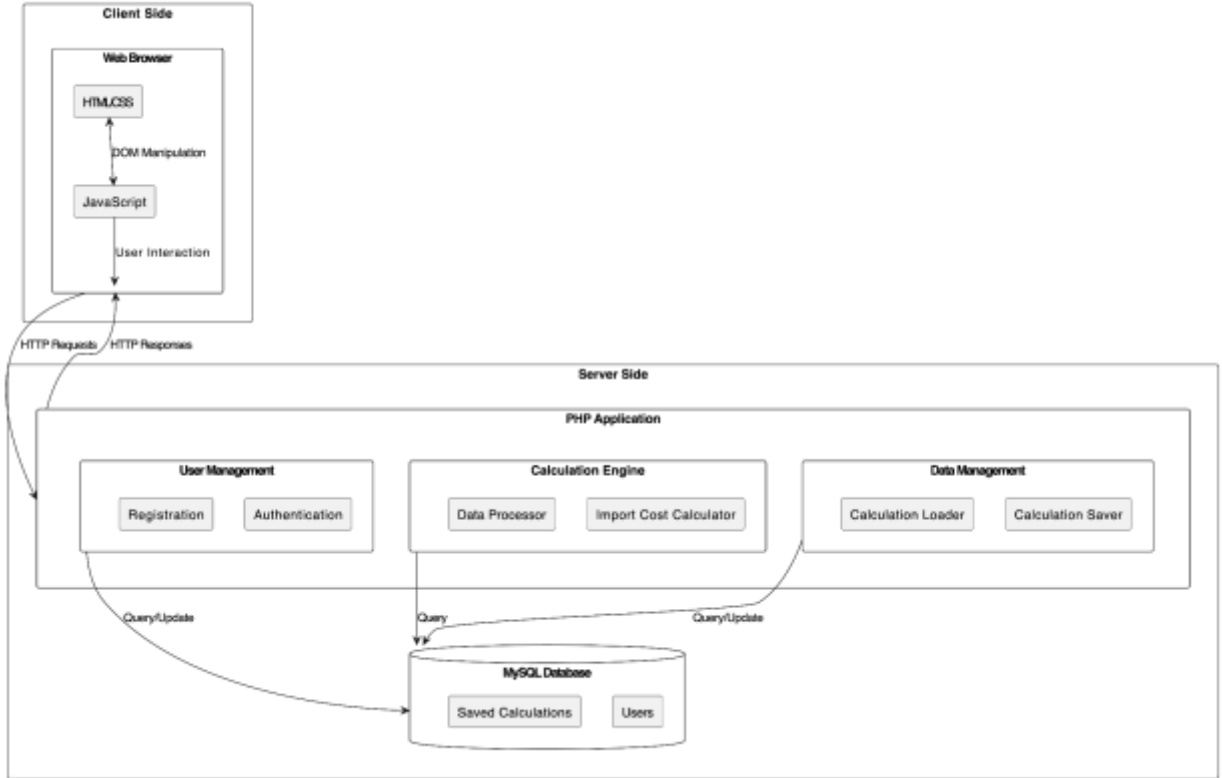 Client Side
Web Browser
HTML/CSS
DOM Manipulation
JavaScript
User Interaction
HTTP Requests
HTTP Responses
Server Side
PHP Application
User Management
Calculation Engine
Data Management
Registration
Authentication
Data Processor
Import Cost Calculator
Calculation Loader
Calculation Saver
Query/Update
Query
Query/Update
MySQL Database
Saved Calculations
Users